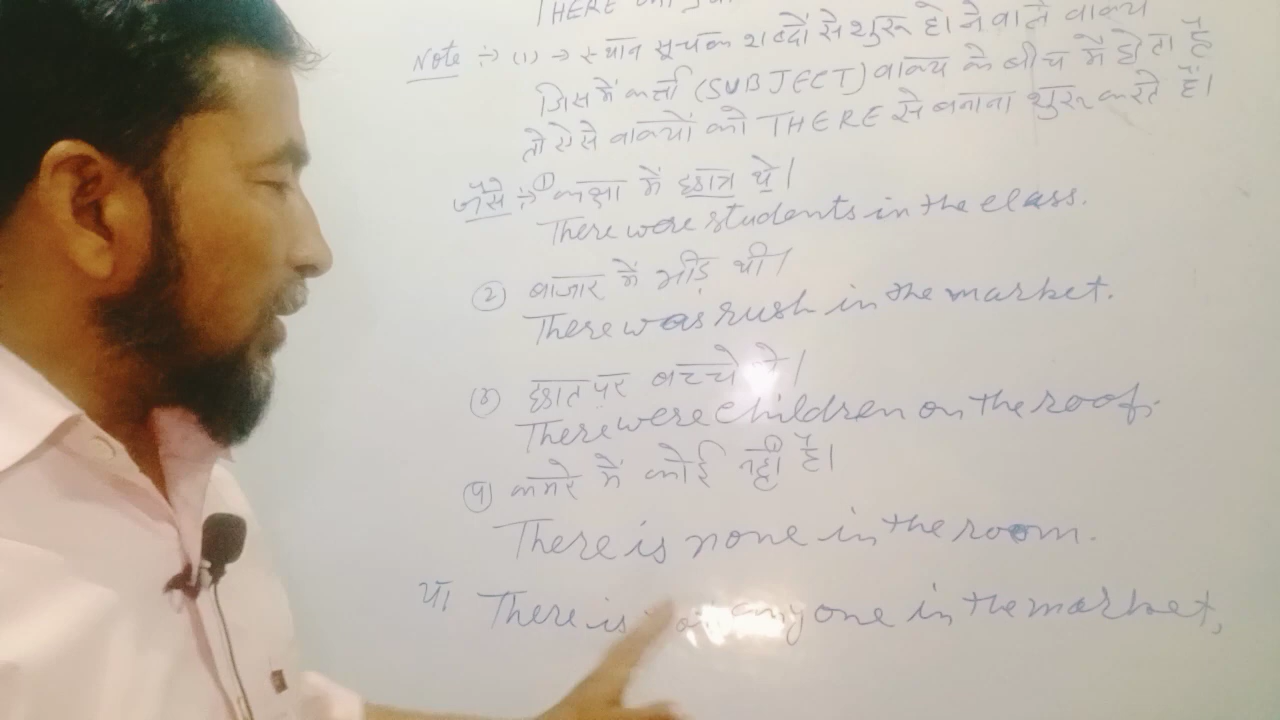 THERE का
Note :-> (1) -> स्थान सूचक शब्दों से शुरू होने वाले वाक्य
जिसमें कर्ता (SUBJECT) वाक्य के बीच में होता है
तो ऐसे वाक्यों को THERE से बनाना शुरू करते हैं।
जैसे :-> ① कक्षा में छात्र थे।
There were students in the class.
② बाजार में भीड़ थी।
There was rush in the market.
③ छत पर बच्चे थे।
There were children on the roof.
④ कमरे में कोई नहीं है।
There is none in the room.
या There is anyone in the market,